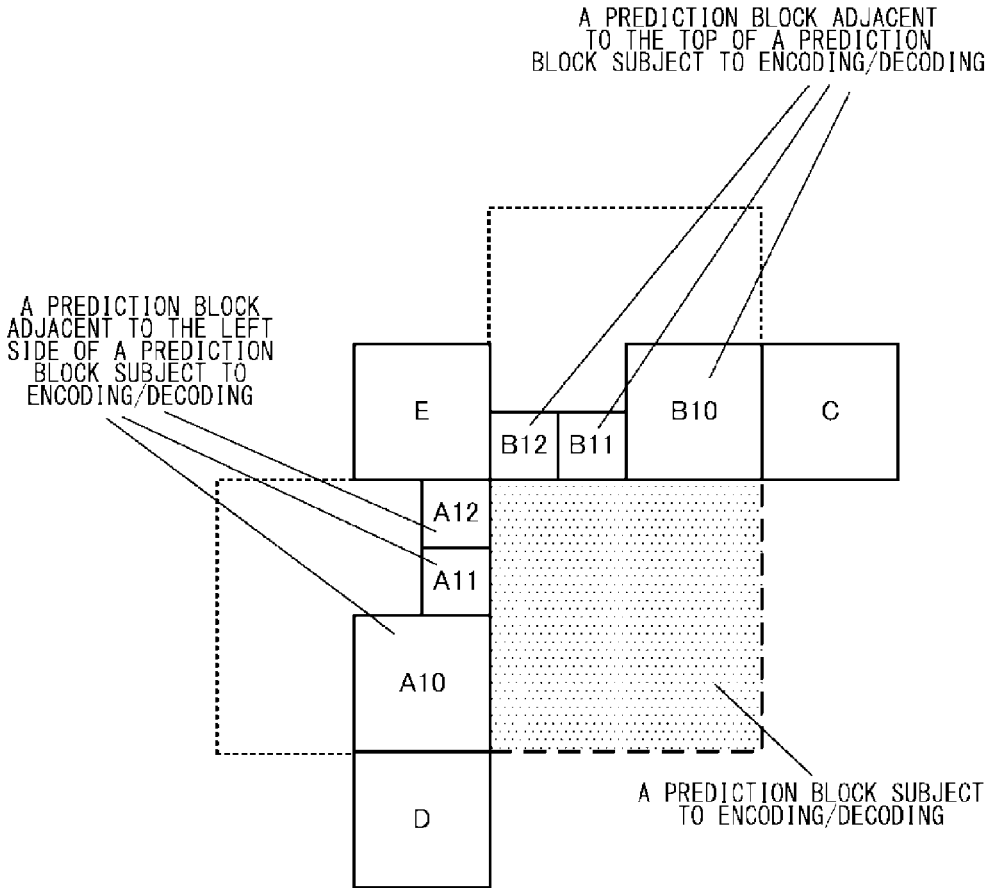 A PREDICTION BLOCK ADJACENT
TO THE TOP OF A PREDICTION
BLOCK SUBJECT TO ENCODING/DECODING
A PREDICTION BLOCK
ADJACENT TO THE LEFT
SIDE OF A PREDICTION
BLOCK SUBJECT TO
ENCODING/DECODING
E
B12
B11
B10
C
A12
A11
A10
D
A PREDICTION BLOCK SUBJECT
TO ENCODING/DECODING